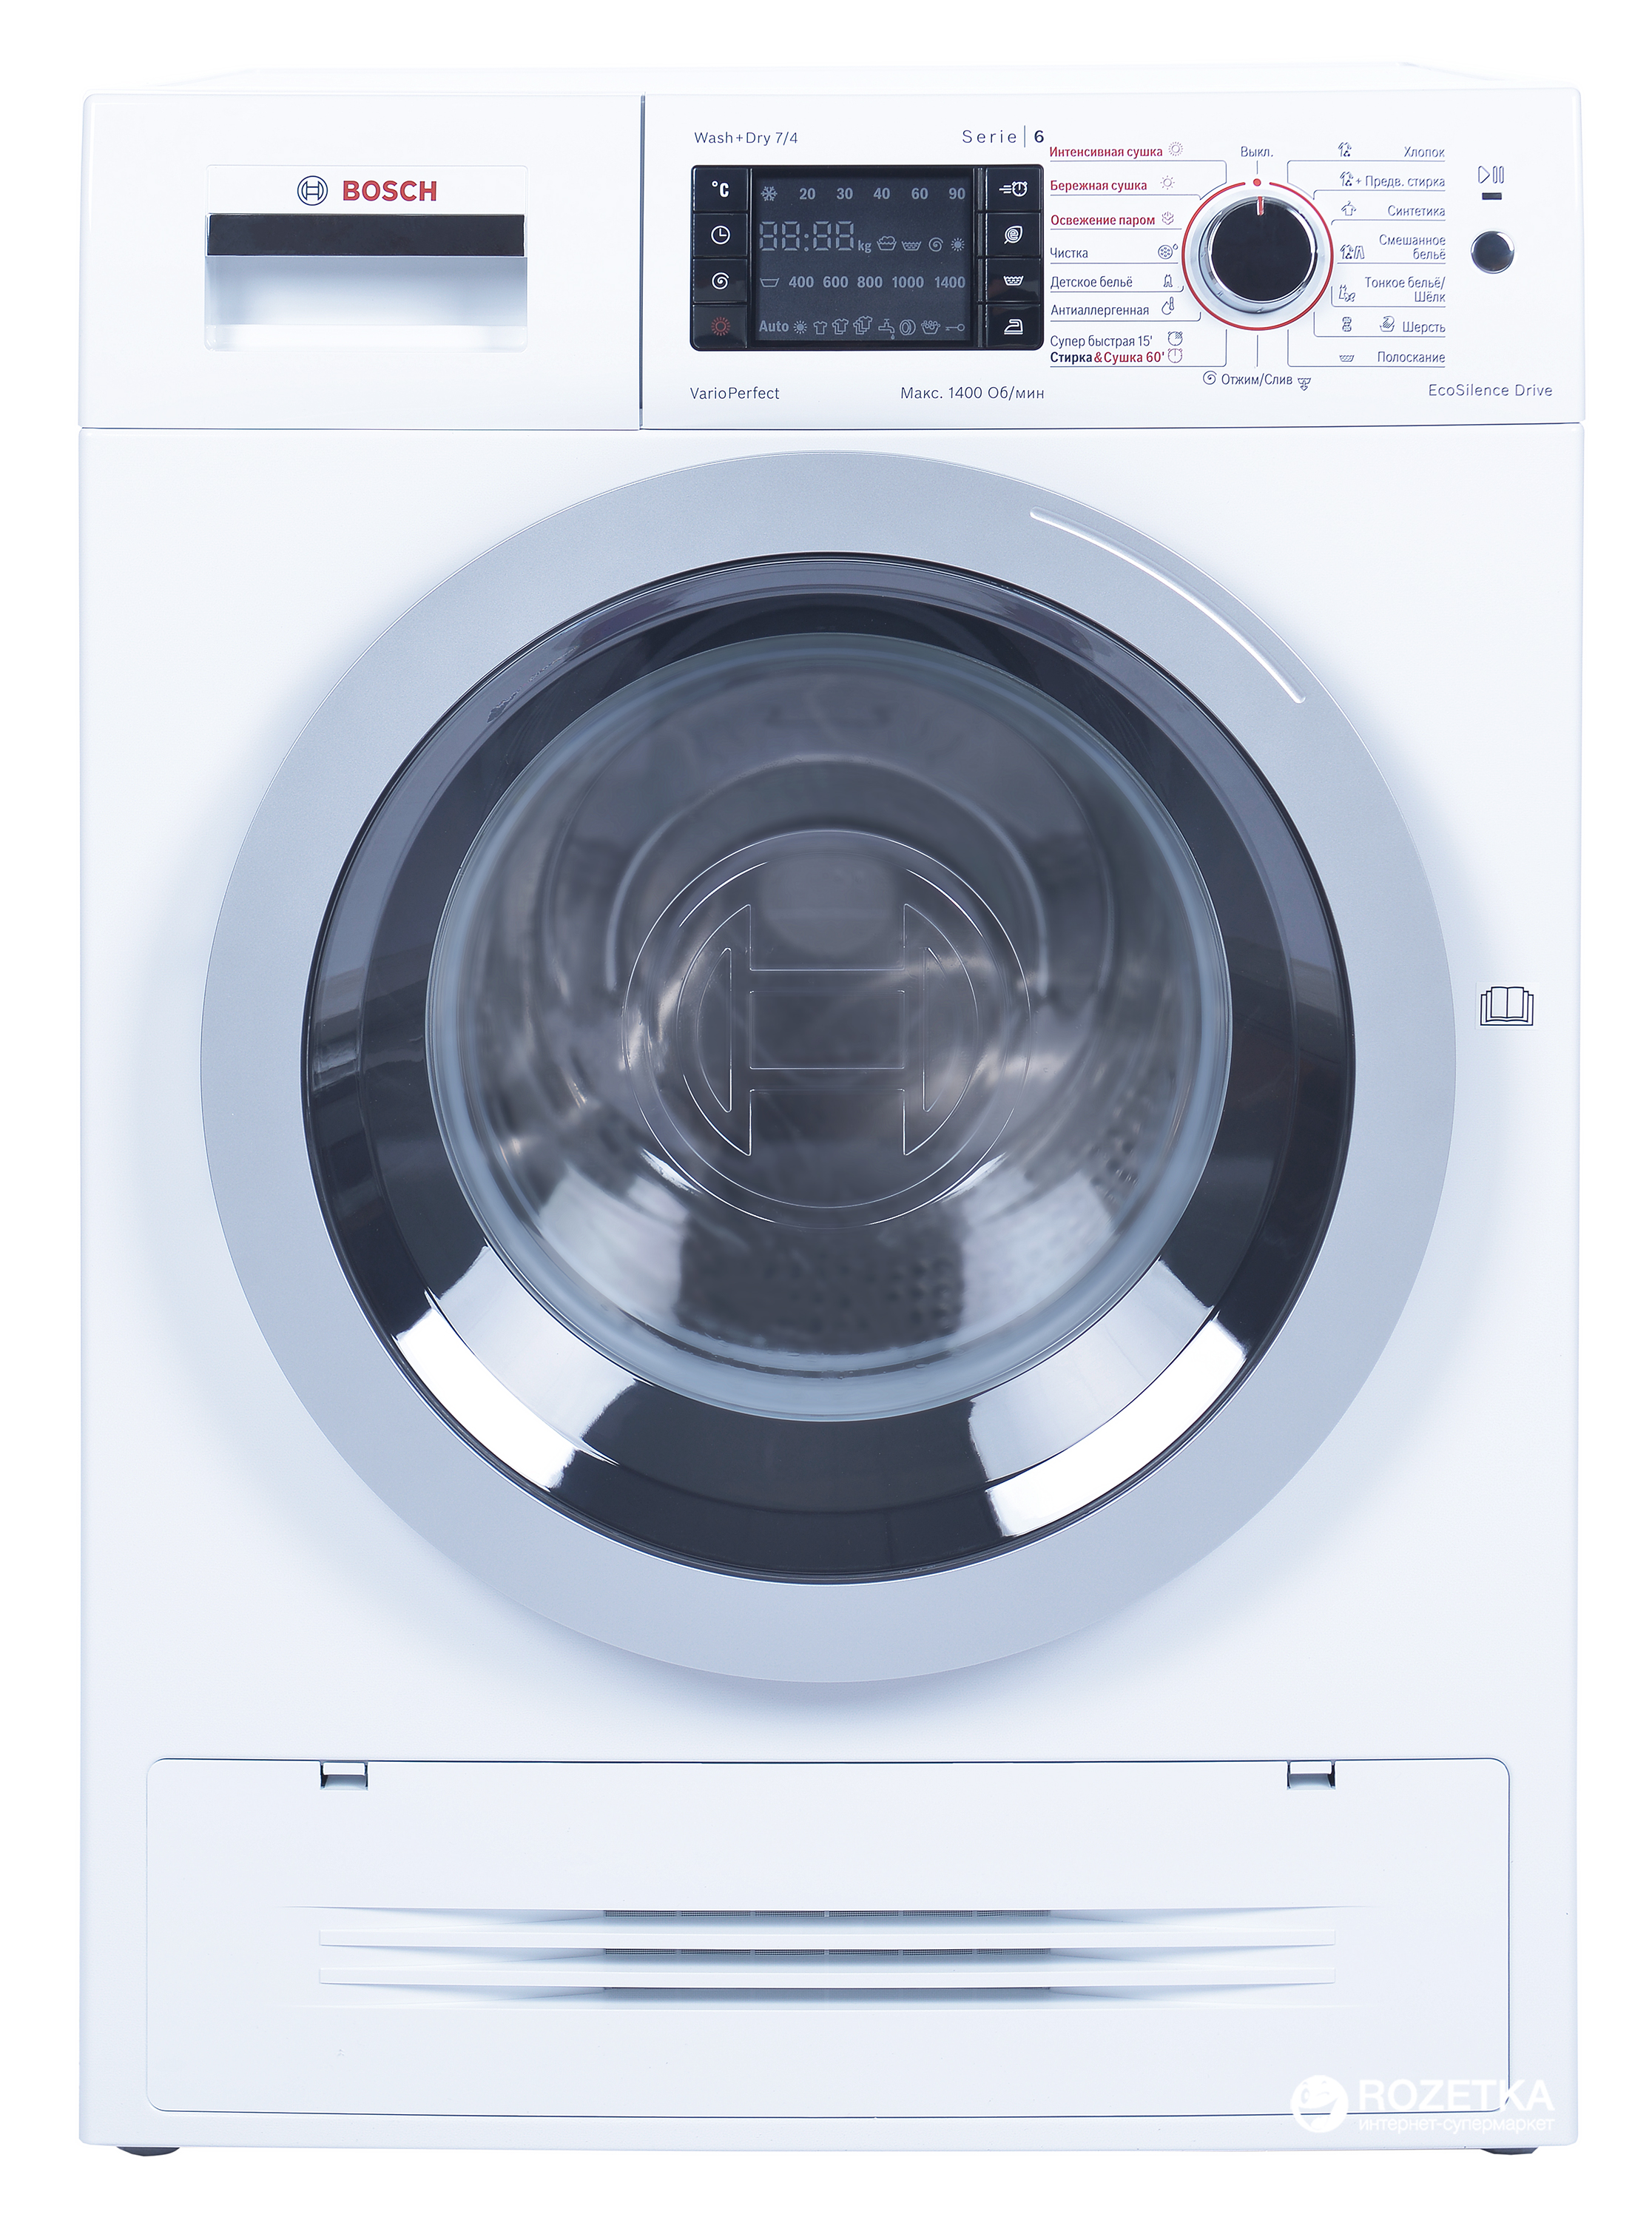 BOSCH
Wash+Dry 7/4
Serie 6
°C
20 30 40 60 90
88:88 kg
400 600 800 1000 1400
Auto
VarioPerfect
Макс. 1400 Об/мин
Интенсивная сушка
Бережная сушка
Освежение паром
Чистка
Детское бельё
Антиаллергенная
Супер быстрая 15'
Стирка&Сушка 60'
Выкл.
Хлопок
+ Предв. стирка
Синтетика
Смешанное
бельё
Тонкое бельё/
Шёлк
Шерсть
Полоскание
Отжим/Слив
EcoSilence Drive
ROZETKA
интернет-супермаркет